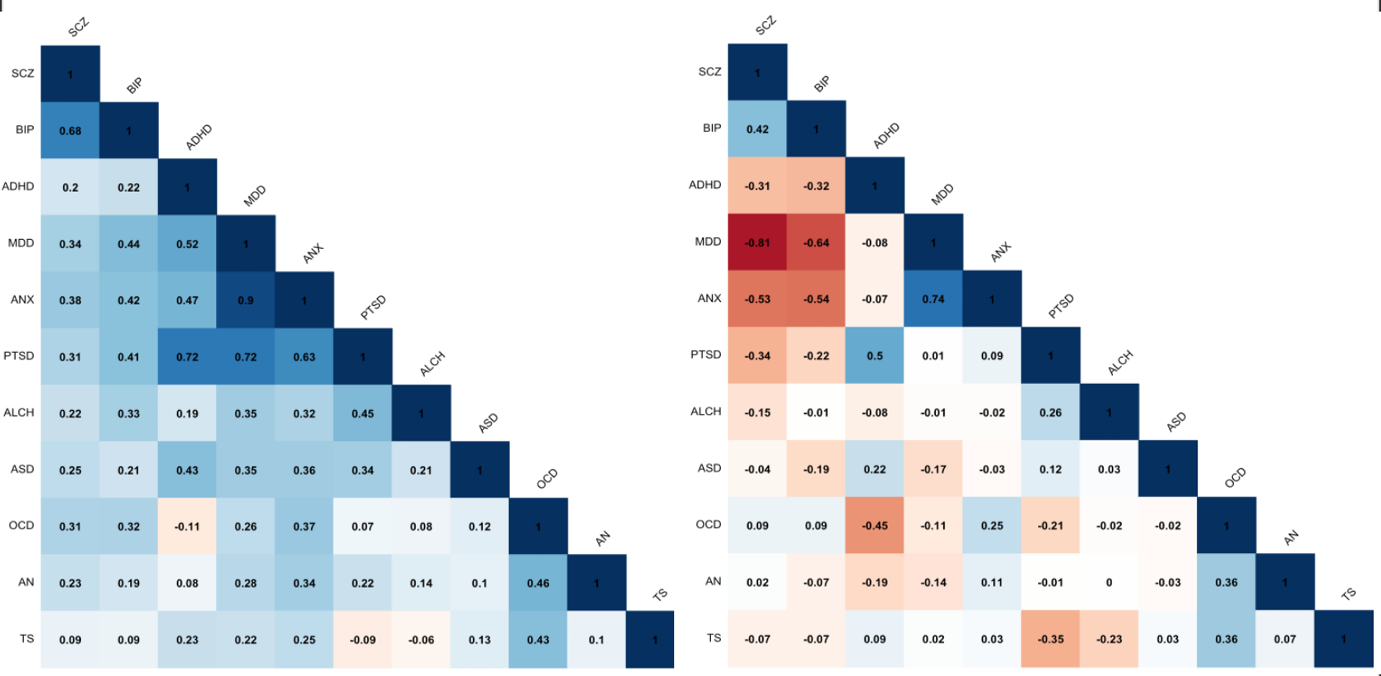 SCZ
SCZ 1 BIP
BIP 0.68 1 ADHD
ADHD 0.2 0.22 1 MDD
MDD 0.34 0.44 0.52 1 ANX
ANX 0.38 0.42 0.47 0.9 1 PTSD
PTSD 0.31 0.41 0.72 0.72 0.63 1 ALCH
ALCH 0.22 0.33 0.19 0.35 0.32 0.45 1 ASD
ASD 0.25 0.21 0.43 0.35 0.36 0.34 0.21 1 OCD
OCD 0.31 0.32 -0.11 0.26 0.37 0.07 0.08 0.12 1 AN
AN 0.23 0.19 0.08 0.28 0.34 0.22 0.14 0.1 0.46 1 TS
TS 0.09 0.09 0.23 0.22 0.25 -0.09 -0.06 0.13 0.43 0.1 1
SCZ
SCZ 1 BIP
BIP 0.42 1 ADHD
ADHD -0.31 -0.32 1 MDD
MDD -0.81 -0.64 -0.08 1 ANX
ANX -0.53 -0.54 -0.07 0.74 1 PTSD
PTSD -0.34 -0.22 0.5 0.01 0.09 1 ALCH
ALCH -0.15 -0.01 -0.08 -0.01 -0.02 0.26 1 ASD
ASD -0.04 -0.19 0.22 -0.17 -0.03 0.12 0.03 1 OCD
OCD 0.09 0.09 -0.45 -0.11 0.25 -0.21 -0.02 -0.02 1 AN
AN 0.02 -0.07 -0.19 -0.14 0.11 -0.01 0 -0.03 0.36 1 TS
TS -0.07 -0.07 0.09 0.02 0.03 -0.35 -0.23 0.03 0.36 0.07 1